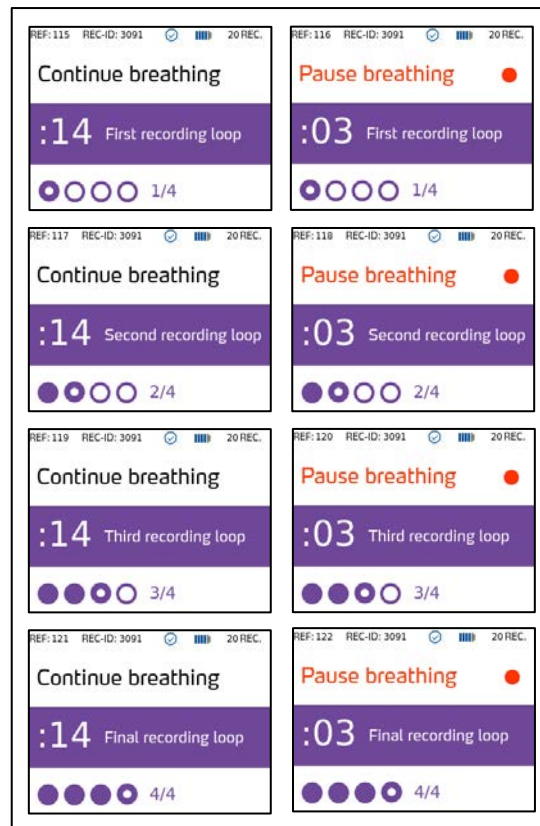 REF:115 REC-ID: 3091 20 REC.
Continue breathing
:14 First recording loop
1/4
REF:116 REC-ID: 3091 20 REC.
Pause breathing
:03 First recording loop
1/4
REF:117 REC-ID: 3091 20 REC.
Continue breathing
:14 Second recording loop
2/4
REF:118 REC-ID: 3091 20 REC.
Pause breathing
:03 Second recording loop
2/4
REF:119 REC-ID: 3091 20 REC.
Continue breathing
:14 Third recording loop
3/4
REF:120 REC-ID: 3091 20 REC.
Pause breathing
:03 Third recording loop
3/4
REF:121 REC-ID: 3091 20 REC.
Continue breathing
:14 Final recording loop
4/4
REF:122 REC-ID: 3091 20 REC.
Pause breathing
:03 Final recording loop
4/4